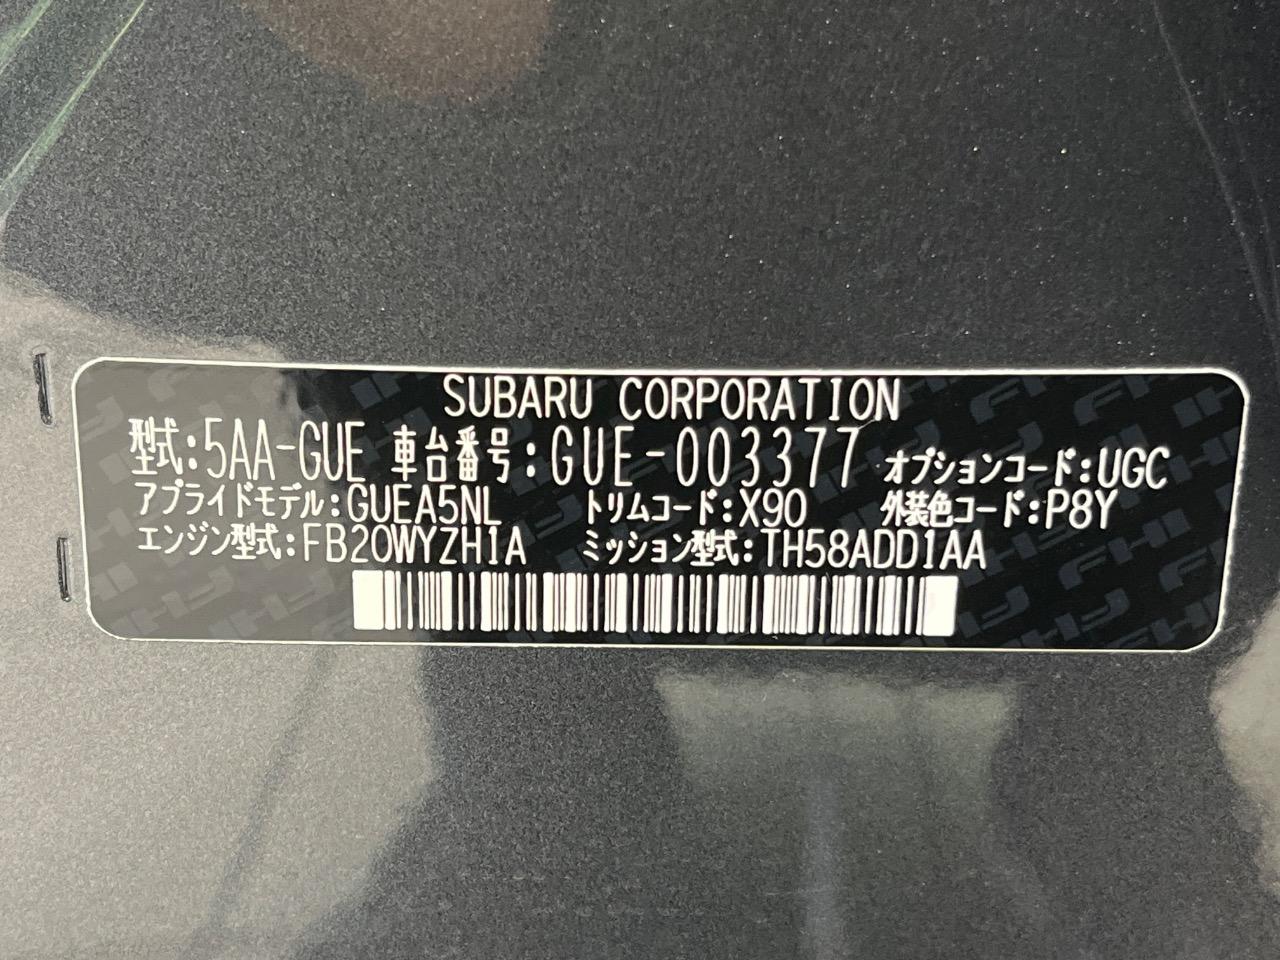 SUBARU CORPORATION
型式:5AA-GUE 車台番号:GUE-003377 オプションコード:UGC
アプライドモデル:GUEA5NL トリムコード:X90 外装色コード:P8Y
エンジン型式:FB20WYZH1A ミッション型式:TH58ADD1AA